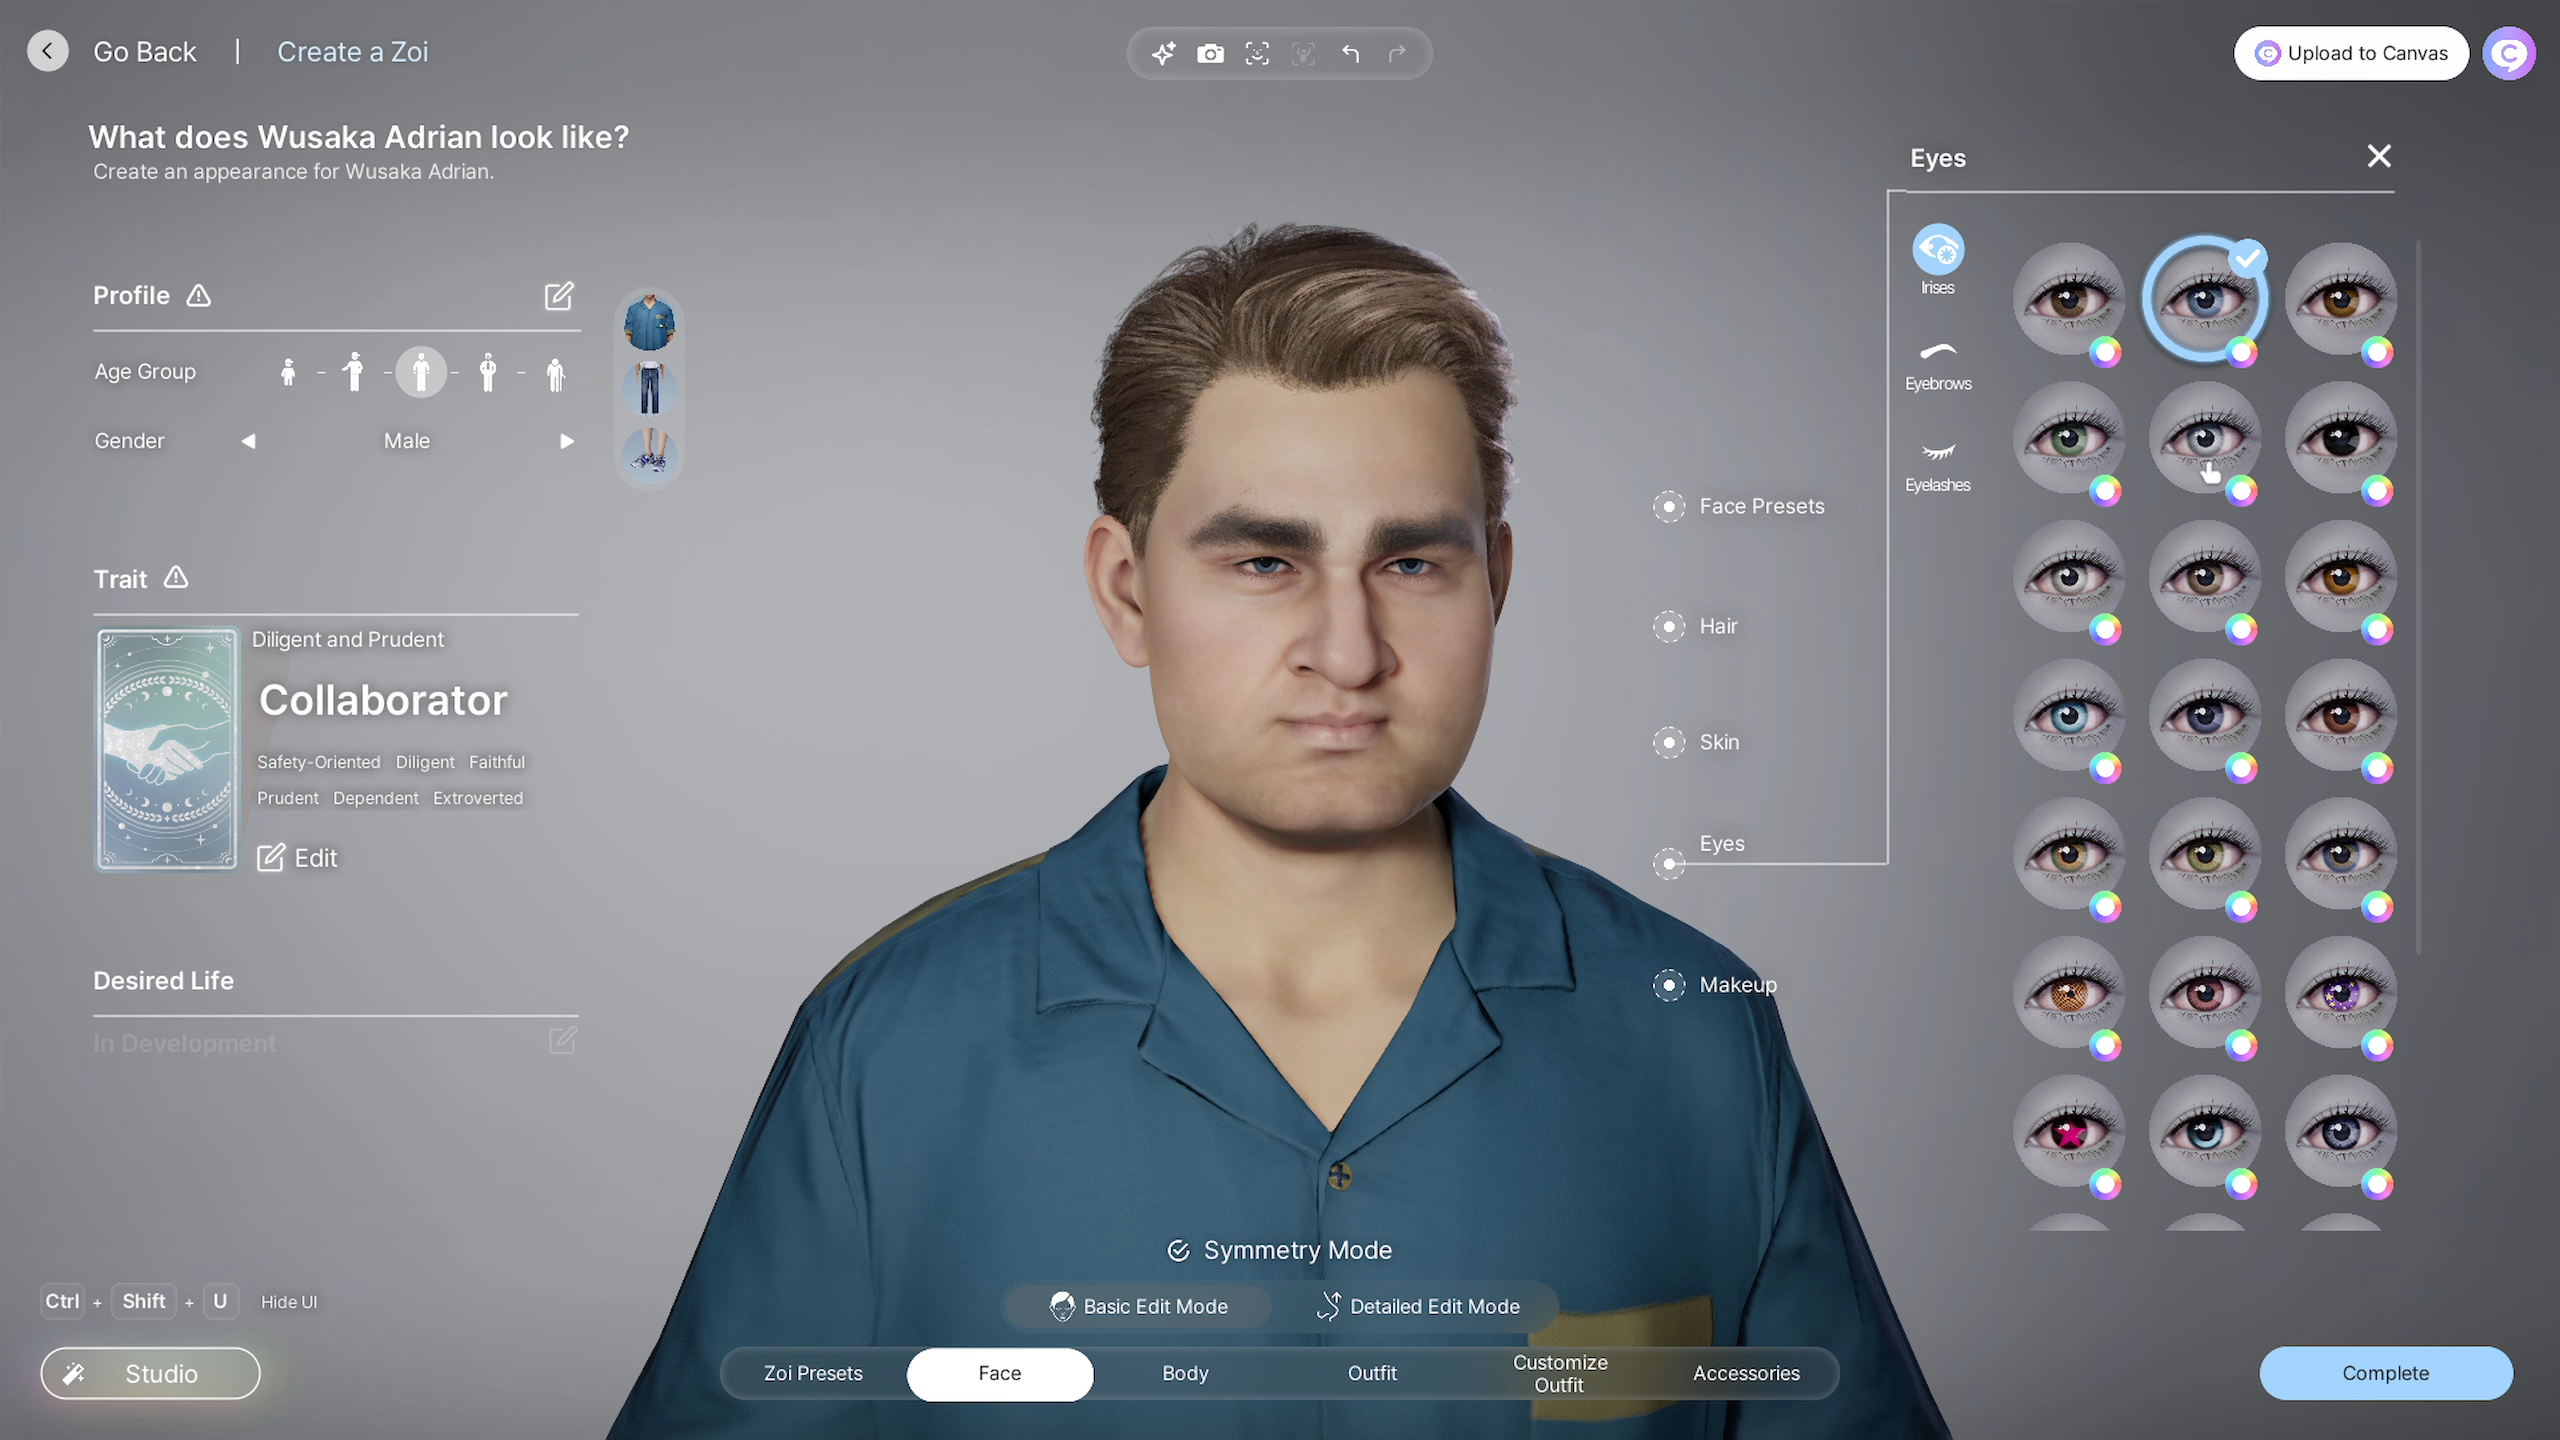 Go Back | Create a Zoi
Upload to Canvas
What does Wusaka Adrian look like?
Create an appearance for Wusaka Adrian.
Profile
Age Group
Gender
Male
Trait
Diligent and Prudent
Collaborator
Safety-Oriented Diligent Faithful
Prudent Dependent Extroverted
Edit
Desired Life
In Development
Ctrl + Shift + U Hide UI
Studio
Face Presets
Hair
Skin
Eyes
Makeup
Eyes
Irises
Eyebrows
Eyelashes
Symmetry Mode
Basic Edit Mode
Detailed Edit Mode
Zoi Presets
Face
Body
Outfit
Customize
Outfit
Accessories
Complete